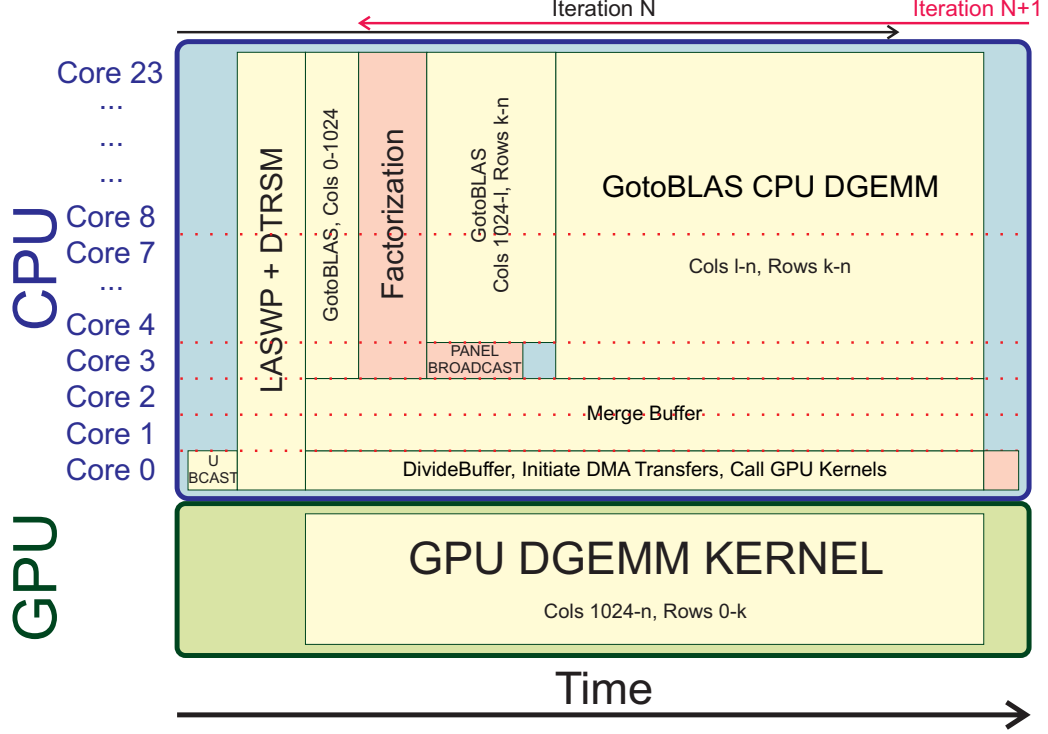 Iteration N
Iteration N+1
CPU
Core 23
...
...
...
Core 8
Core 7
...
Core 4
Core 3
Core 2
Core 1
Core 0
U
BCAST
LASWP + DTRSM
GotoBLAS, Cols 0-1024
Factorization
GotoBLAS
Cols 1024-l, Rows k-n
PANEL
BROADCAST
GotoBLAS CPU DGEMM
Cols l-n, Rows k-n
Merge Buffer
DivideBuffer, Initiate DMA Transfers, Call GPU Kernels
GPU
GPU DGEMM KERNEL
Cols 1024-n, Rows 0-k
Time